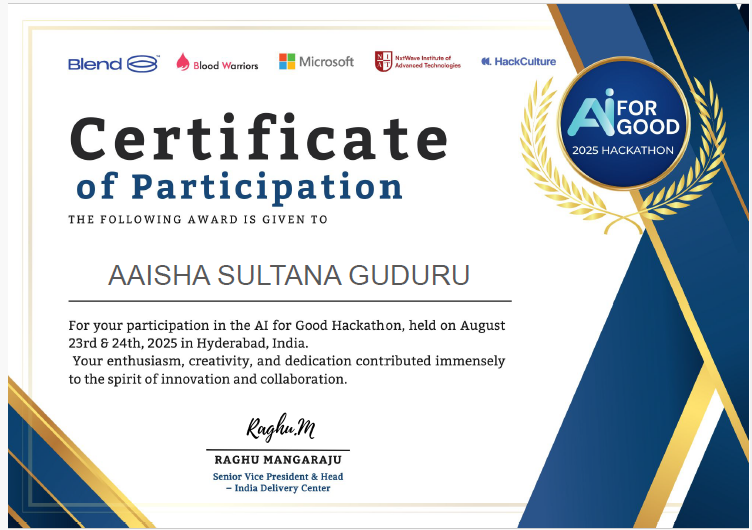 Blend™ Blood Warriors Microsoft NxtWave Institute of Advanced Technologies HackCulture
Certificate
of Participation
THE FOLLOWING AWARD IS GIVEN TO
AI FOR GOOD
2025 HACKATHON
AAISHA SULTANA GUDURU
For your participation in the AI for Good Hackathon, held on August
23rd & 24th, 2025 in Hyderabad, India.
Your enthusiasm, creativity, and dedication contributed immensely
to the spirit of innovation and collaboration.
Raghu.M
RAGHU MANGARAJU
Senior Vice President & Head
– India Delivery Center